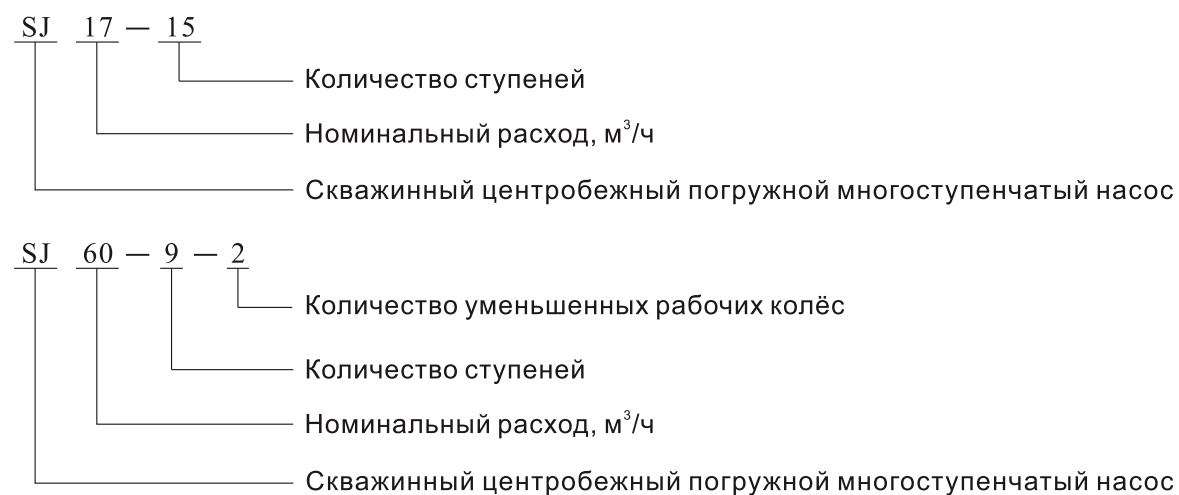 SJ 17 — 15
Количество ступеней
Номинальный расход, м³/ч
Скважинный центробежный погружной многоступенчатый насос
SJ 60 — 9 — 2
Количество уменьшенных рабочих колёс
Количество ступеней
Номинальный расход, м³/ч
Скважинный центробежный погружной многоступенчатый насос